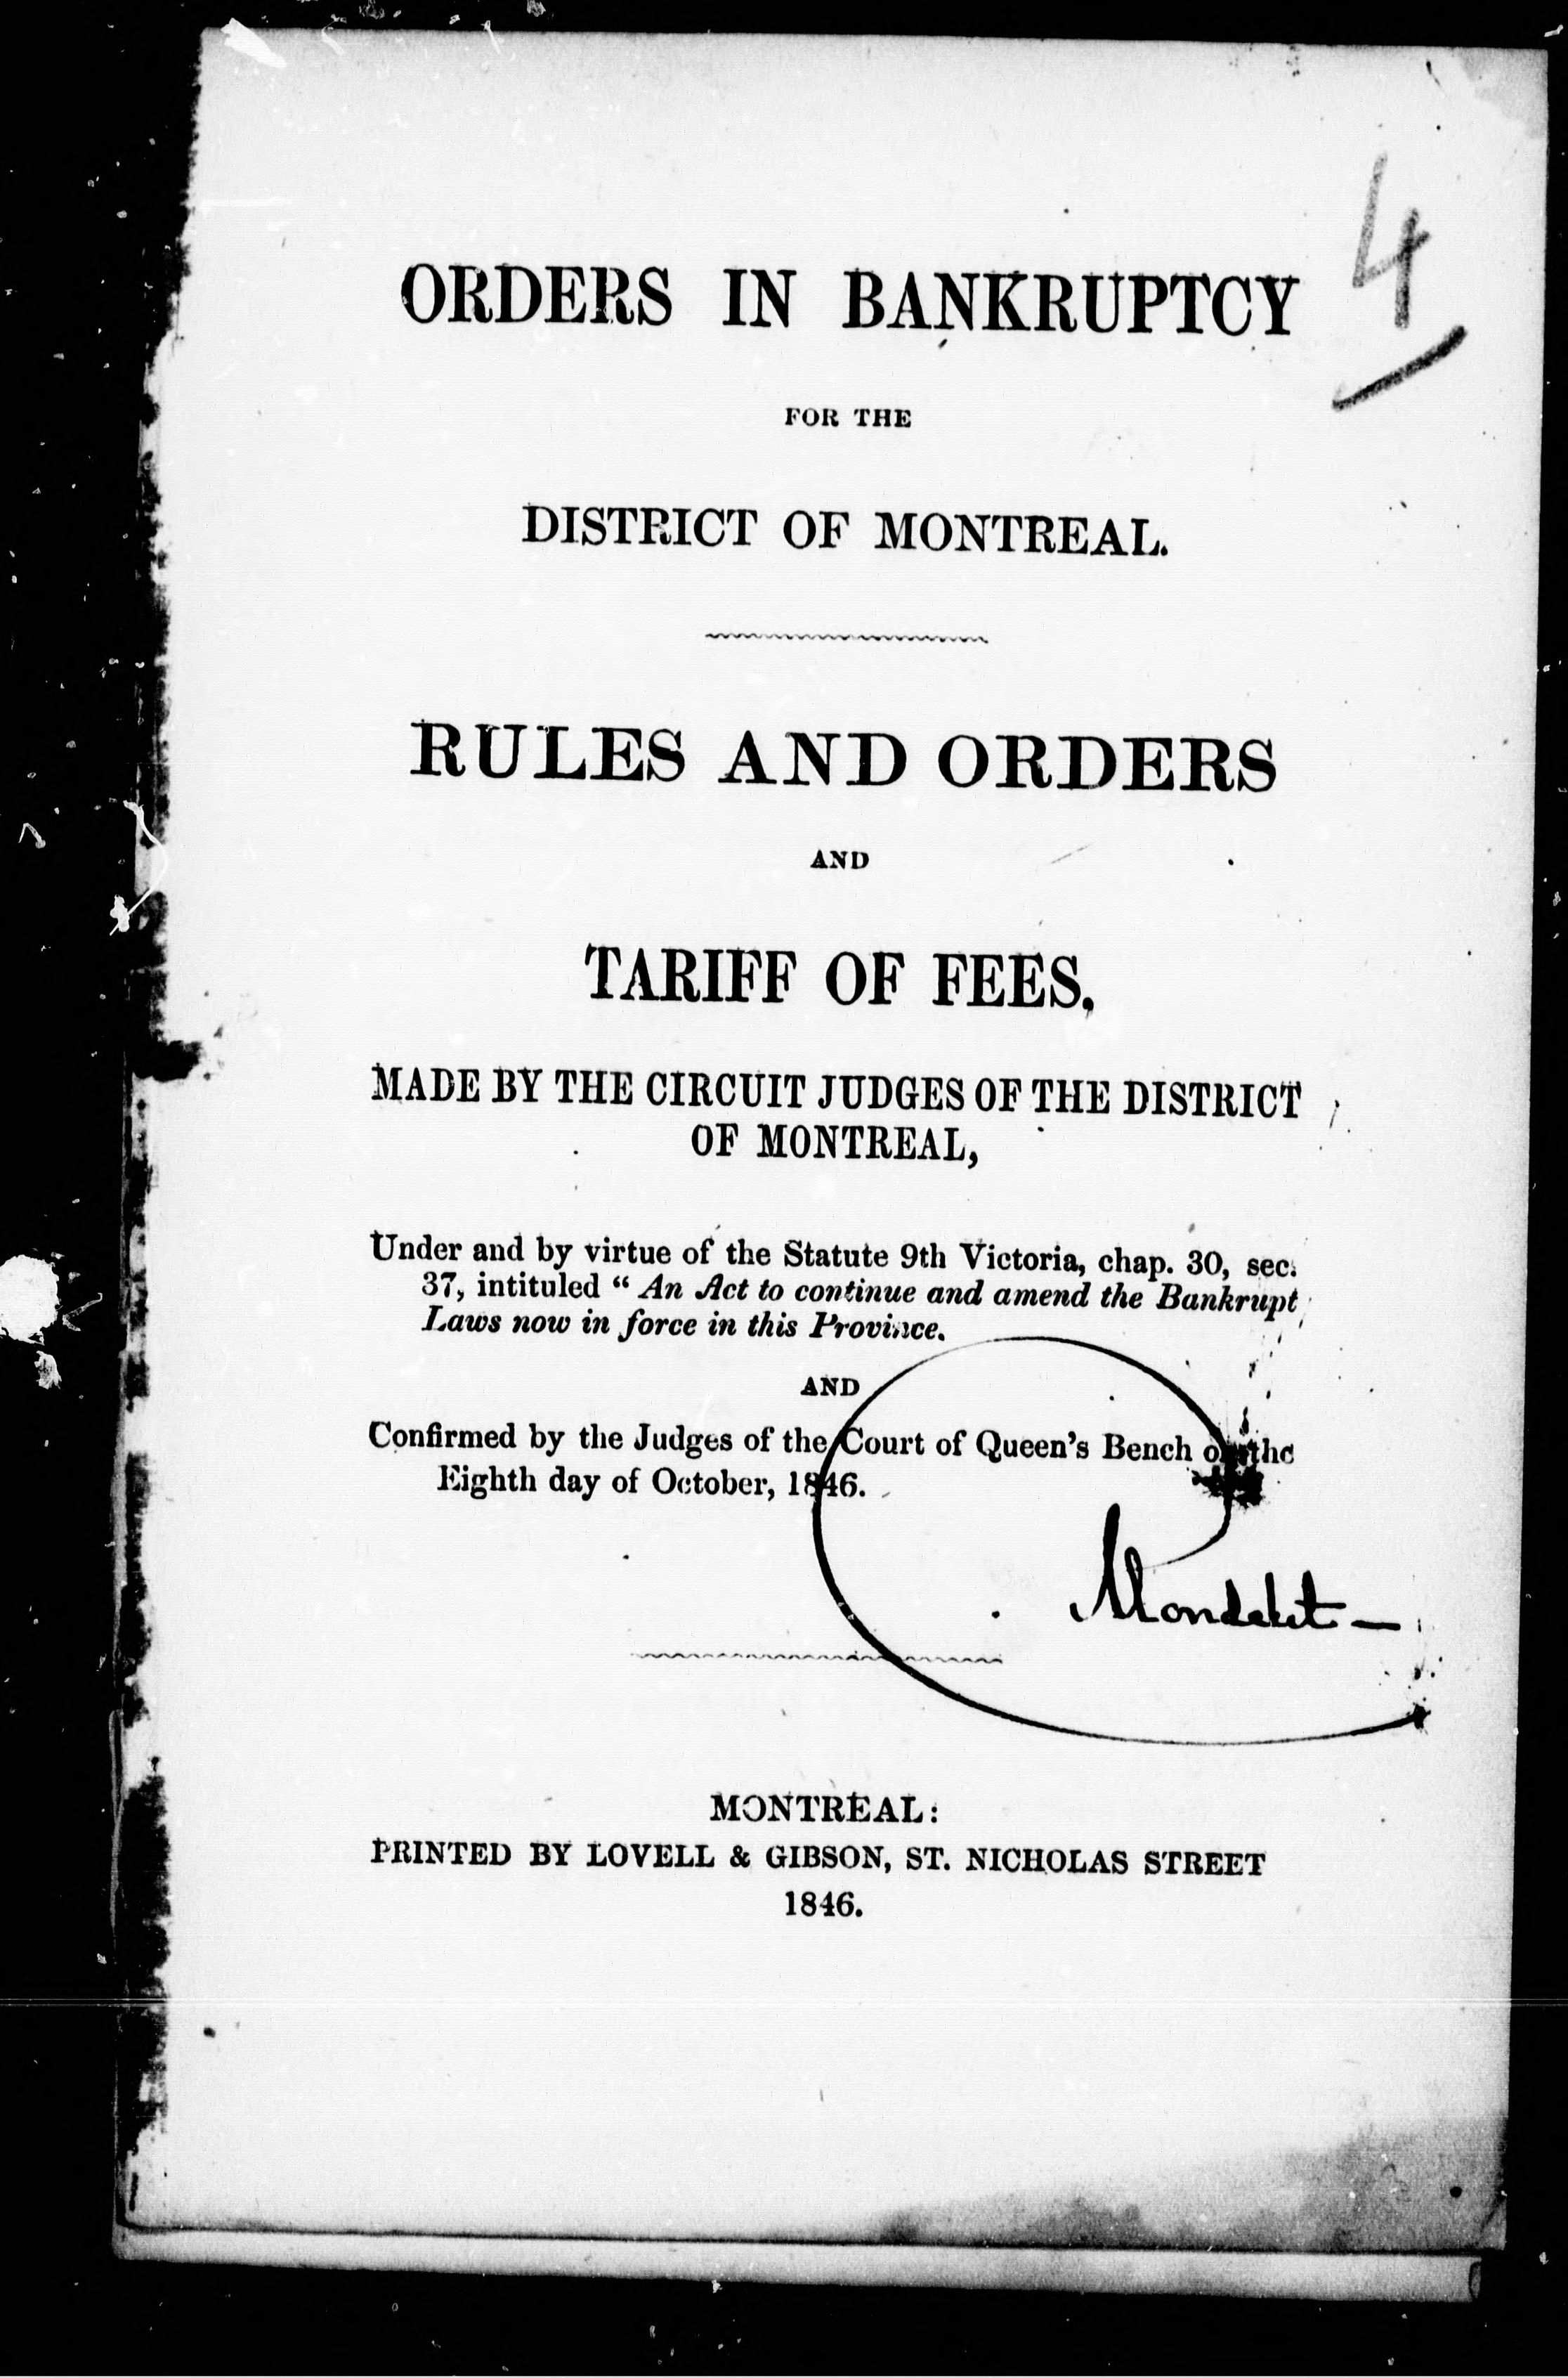 4
ORDERS IN BANKRUPTCY
FOR THE
DISTRICT OF MONTREAL.
RULES AND ORDERS
AND
TARIFF OF FEES,
MADE BY THE CIRCUIT JUDGES OF THE DISTRICT
OF MONTREAL,
Under and by virtue of the Statute 9th Victoria, chap. 30, sec.
37, intituled “ An Act to continue and amend the Bankrupt
Laws now in force in this Province.
AND
Confirmed by the Judges of the Court of Queen's Bench on the
Eighth day of October, 1846.
Mondelet —
MONTREAL:
PRINTED BY LOVELL & GIBSON, ST. NICHOLAS STREET
1846.